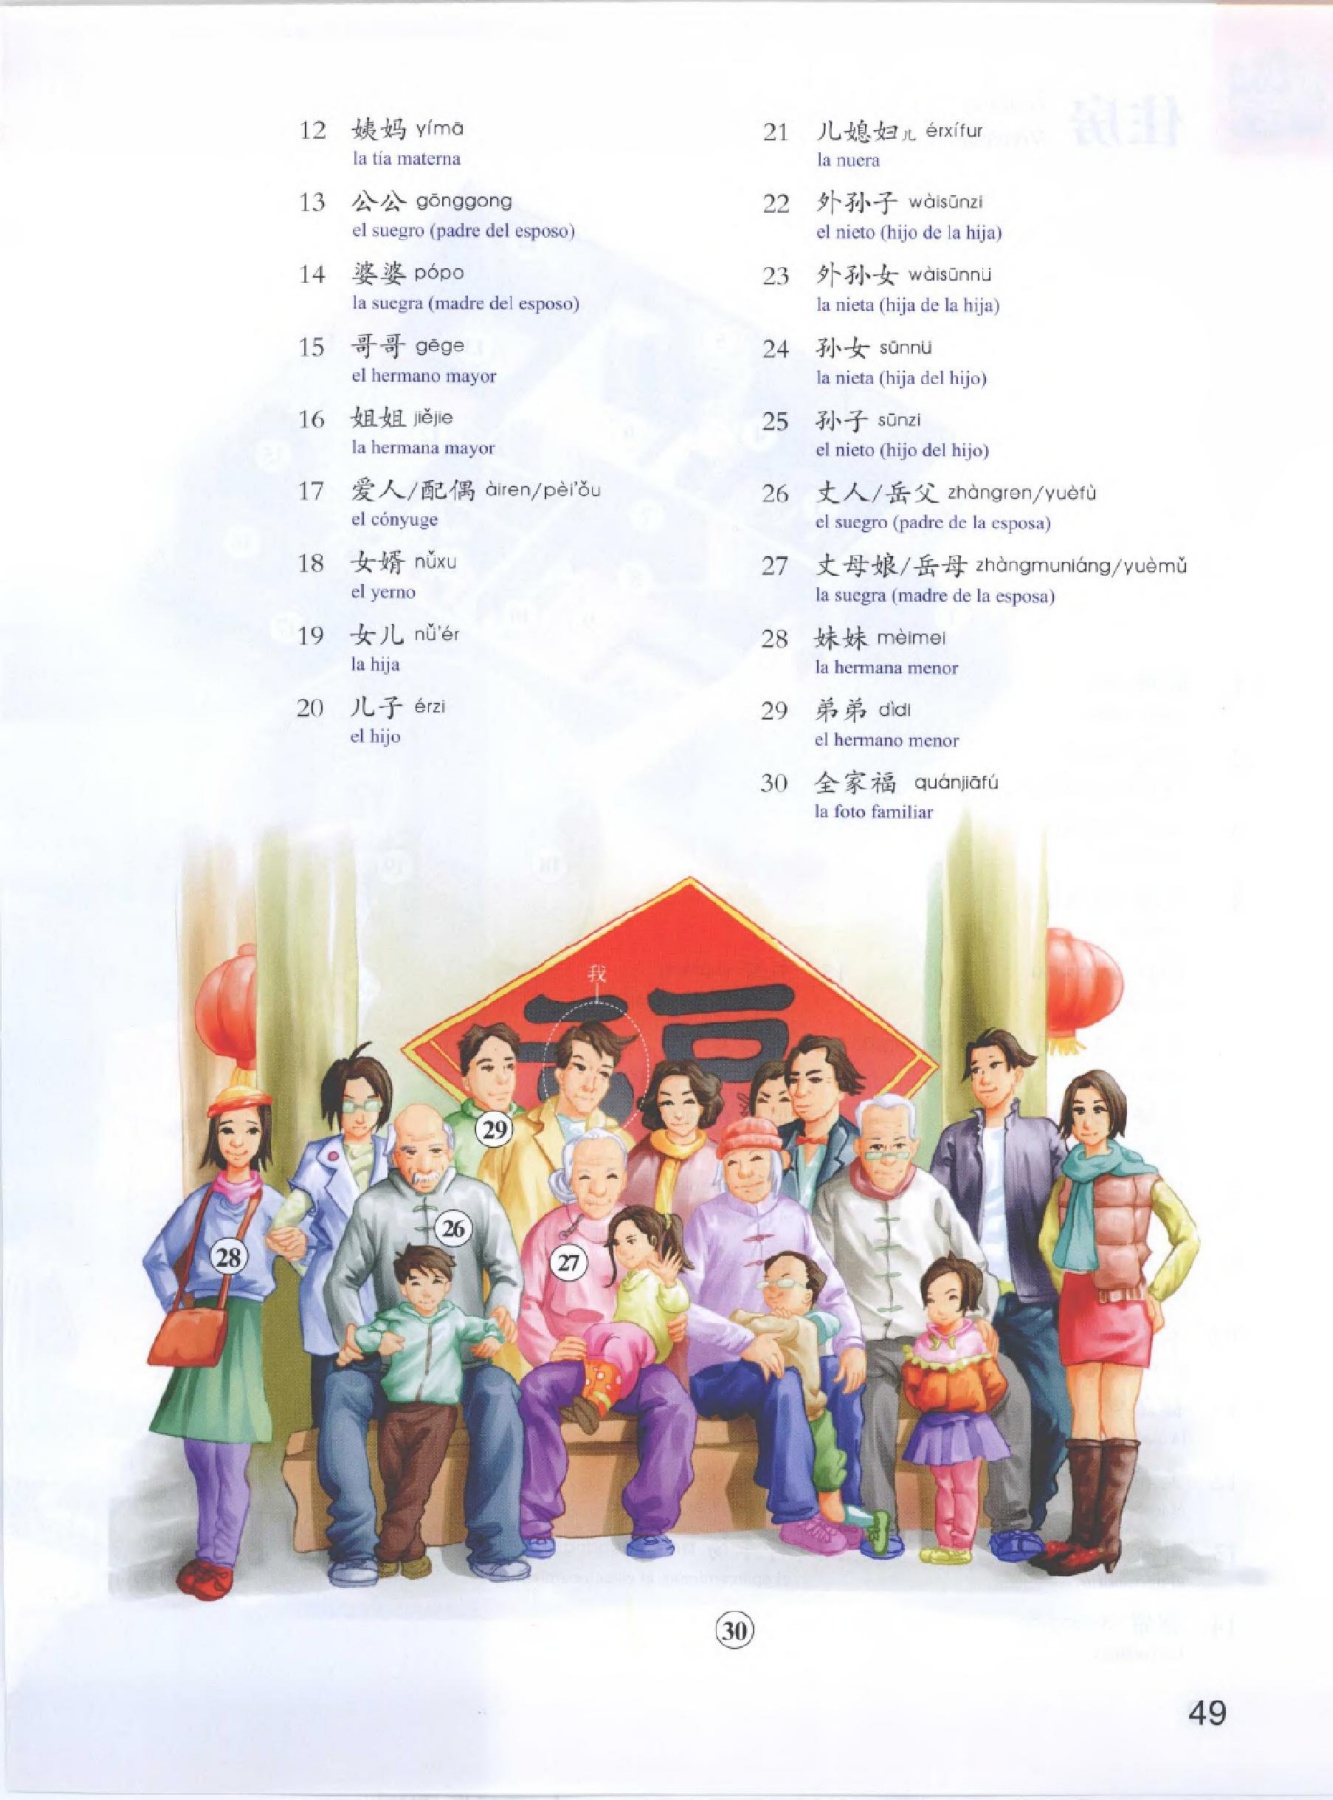 12 姨妈 yímā
la tía materna
13 公公 gōnggong
el suegro (padre del esposo)
14 婆婆 pópo
la suegra (madre del esposo)
15 哥哥 gēge
el hermano mayor
16 姐姐 jiějie
la hermana mayor
17 爱人/配偶 àiren/pèi'ǒu
el cónyuge
18 女婿 nǚxu
el yerno
19 女儿 nǚ'ér
la hija
20 儿子 érzi
el hijo
21 儿媳妇儿 érxífur
la nuera
22 外孙子 wàisūnzi
el nieto (hijo de la hija)
23 外孙女 wàisūnnü
la nieta (hija de la hija)
24 孙女 sūnnü
la nieta (hija del hijo)
25 孙子 sūnzi
el nieto (hijo del hijo)
26 丈人/岳父 zhàngren/yuèfù
el suegro (padre de la esposa)
27 丈母娘/岳母 zhàngmuniáng/yuèmǔ
la suegra (madre de la esposa)
28 妹妹 mèimei
la hermana menor
29 弟弟 dìdi
el hermano menor
30 全家福 quánjiāfú
la foto familiar
我
29
26
28
27
30
49